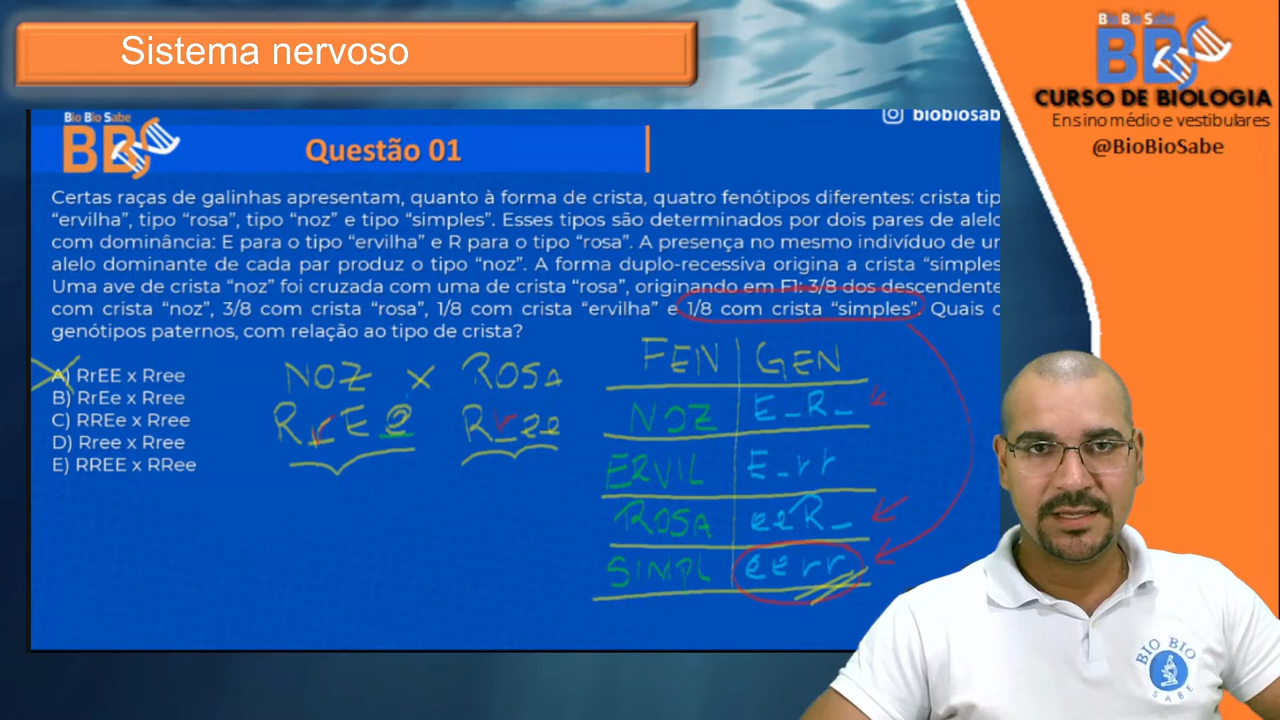 Sistema nervoso
Bio Bio Sabe
BBS
CURSO DE BIOLOGIA
Ensino médio e vestibulares
@BioBioSabe
Bio Bio Sabe
BBS
biobiosab
Questão 01
Certas raças de galinhas apresentam, quanto à forma de crista, quatro fenótipos diferentes: crista tip
“ervilha”, tipo “rosa”, tipo “noz” e tipo “simples”. Esses tipos são determinados por dois pares de alelo
com dominância: E para o tipo “ervilha” e R para o tipo “rosa”. A presença no mesmo indivíduo de um
alelo dominante de cada par produz o tipo “noz”. A forma duplo-recessiva origina a crista “simples
Uma ave de crista “noz” foi cruzada com uma de crista “rosa”, originando em F1: 3/8 dos descendente
com crista “noz”, 3/8 com crista “rosa”, 1/8 com crista “ervilha” e 1/8 com crista “simples”. Quais o
genótipos paternos, com relação ao tipo de crista?
A) RrEE x Rree
B) RrEe x Rree
C) RREe x Rree
D) Rree x Rree
E) RREE x RRee
NOZ x ROSA
RrEe Rree
FEN GEN
NOZ E_R_
ERVIL E_rr
ROSA eeR_
SIMPL eerr
BIO BIO
SABE